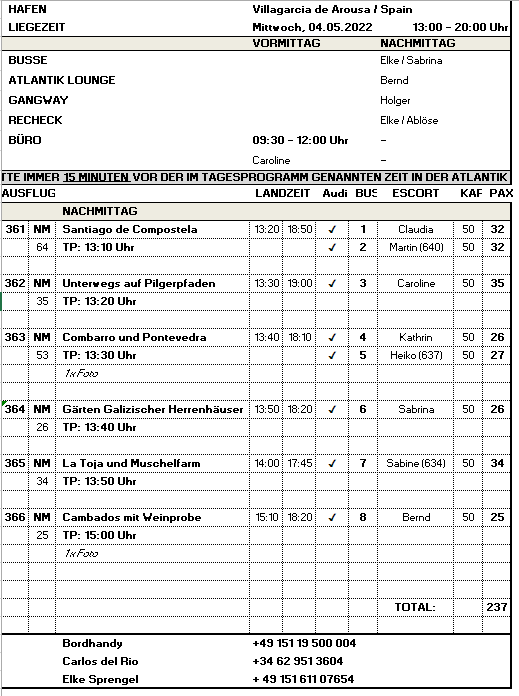 HAFEN Villagarcia de Arousa / Spain
LIEGEZEIT Mittwoch, 04.05.2022 13:00 - 20:00 Uhr
VORMITTAG NACHMITTAG
BUSSE Elke / Sabrina
ATLANTIK LOUNGE Bernd
GANGWAY Holger
RECHECK Elke / Ablöse
BÜRO 09:30 - 12:00 Uhr –
Caroline –
TTE IMMER 15 MINUTEN VOR DER IM TAGESPROGRAMM GENANNTEN ZEIT IN DER ATLANTIK
AUSFLUG LANDZEIT Audi BUS ESCORT KAP PAX
NACHMITTAG
361 NM Santiago de Compostela 13:20 18:50 ✓ 1 Claudia 50 32
64 TP: 13:10 Uhr ✓ 2 Martin (640) 50 32
362 NM Unterwegs auf Pilgerpfaden 13:30 19:00 ✓ 3 Caroline 50 35
35 TP: 13:20 Uhr
363 NM Combarro und Pontevedra 13:40 18:10 ✓ 4 Kathrin 50 26
53 TP: 13:30 Uhr ✓ 5 Heiko (637) 50 27
1x Foto
364 NM Gärten Galizischer Herrenhäuser 13:50 18:20 ✓ 6 Sabrina 50 26
26 TP: 13:40 Uhr
365 NM La Toja und Muschelfarm 14:00 17:45 ✓ 7 Sabine (634) 50 34
34 TP: 13:50 Uhr
366 NM Cambados mit Weinprobe 15:10 18:20 ✓ 8 Bernd 50 25
25 TP: 15:00 Uhr
1x Foto
TOTAL: 237
Bordhandy +49 151 19 500 004
Carlos del Rio +34 62 951 3604
Elke Sprengel + 49 151 611 07654